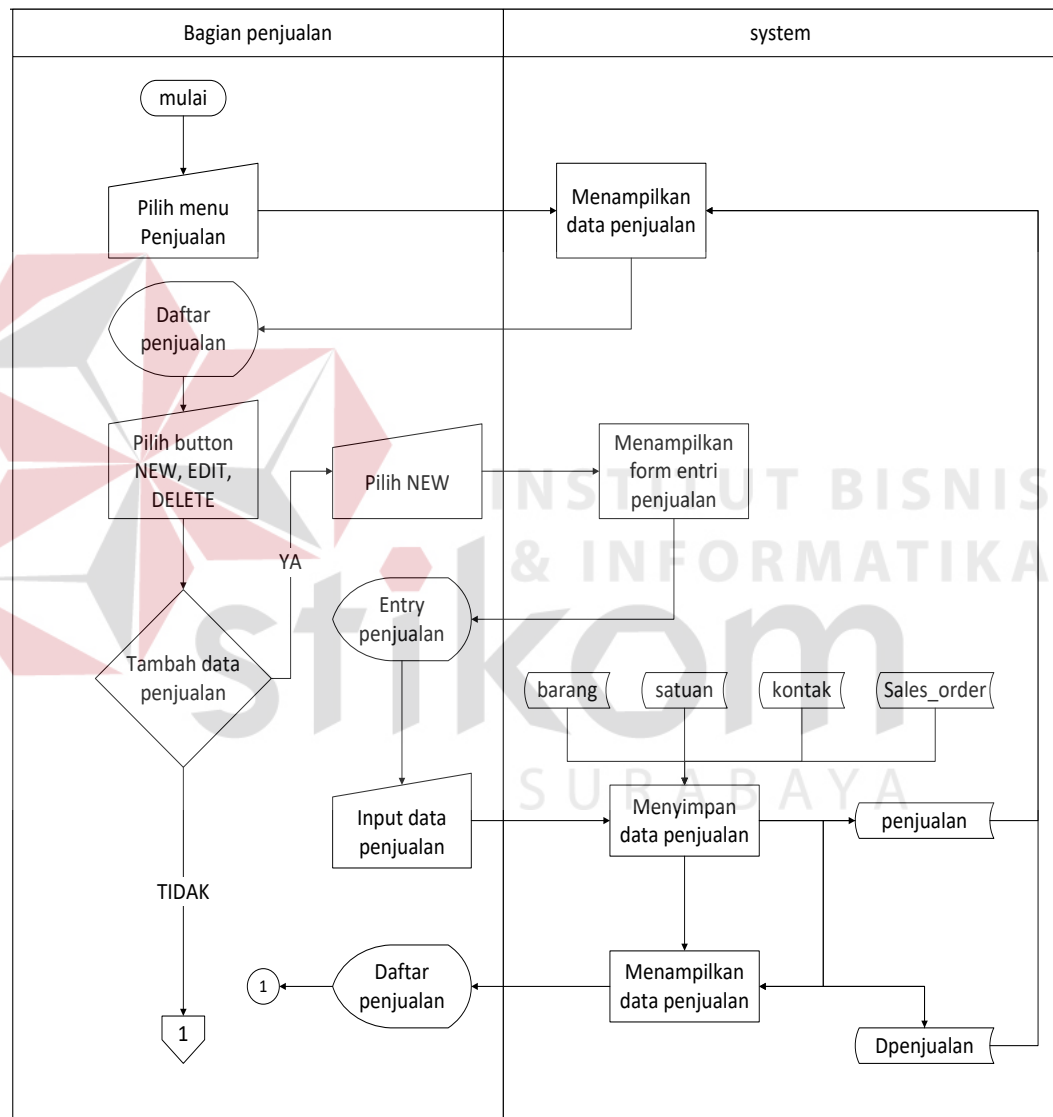 Bagian penjualan
system
mulai
Pilih menu
Penjualan
Menampilkan
data penjualan
Daftar
penjualan
Pilih button
NEW, EDIT,
DELETE
Pilih NEW
Menampilkan
form entri
penjualan
INSTITUT BISNIS
& INFORMATIKA
YA
stikom
SURABAYA
Entry
penjualan
Tambah data
penjualan
barang
satuan
kontak
Sales_order
Input data
penjualan
Menyimpan
data penjualan
penjualan
TIDAK
1
Daftar
penjualan
Menampilkan
data penjualan
1
Dpenjualan